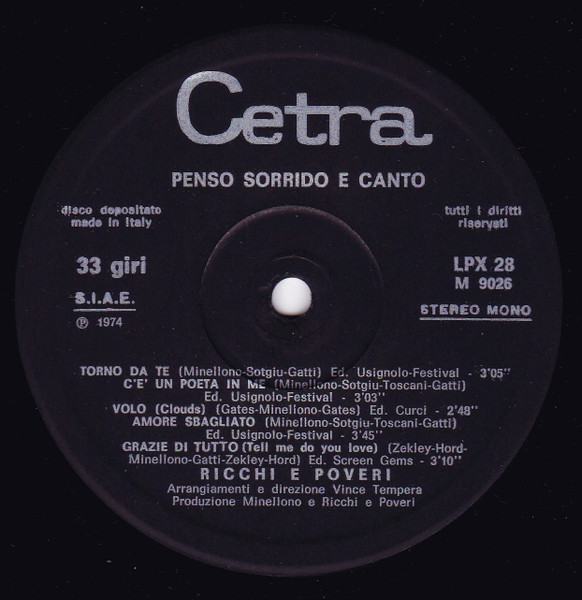 Cetra
PENSO SORRIDO E CANTO
disco depositato
made in Italy
tutti i diritti
riservati
33 giri
S.I.A.E.
℗ 1974
LPX 28
M 9026
STEREO MONO
TORNO DA TE (Minellono-Sotgiu-Gatti) Ed. Usignolo-Festival - 3'05"
C'E' UN POETA IN ME (Minellono-Sotgiu-Toscani-Gatti)
Ed. Usignolo-Festival - 3'03"
VOLO (Clouds) (Gates-Minellono-Gates) Ed. Curci - 2'48"
AMORE SBAGLIATO (Minellono-Sotgiu-Toscani-Gatti)
Ed. Usignolo-Festival - 3'45"
GRAZIE DI TUTTO (Tell me do you love) (Zekley-Hord-
Minellono-Gatti-Zekley-Hord) Ed. Screen Gems - 3'10"
RICCHI E POVERI
Arrangiamenti e direzione Vince Tempera
Produzione Minellono e Ricchi e Poveri